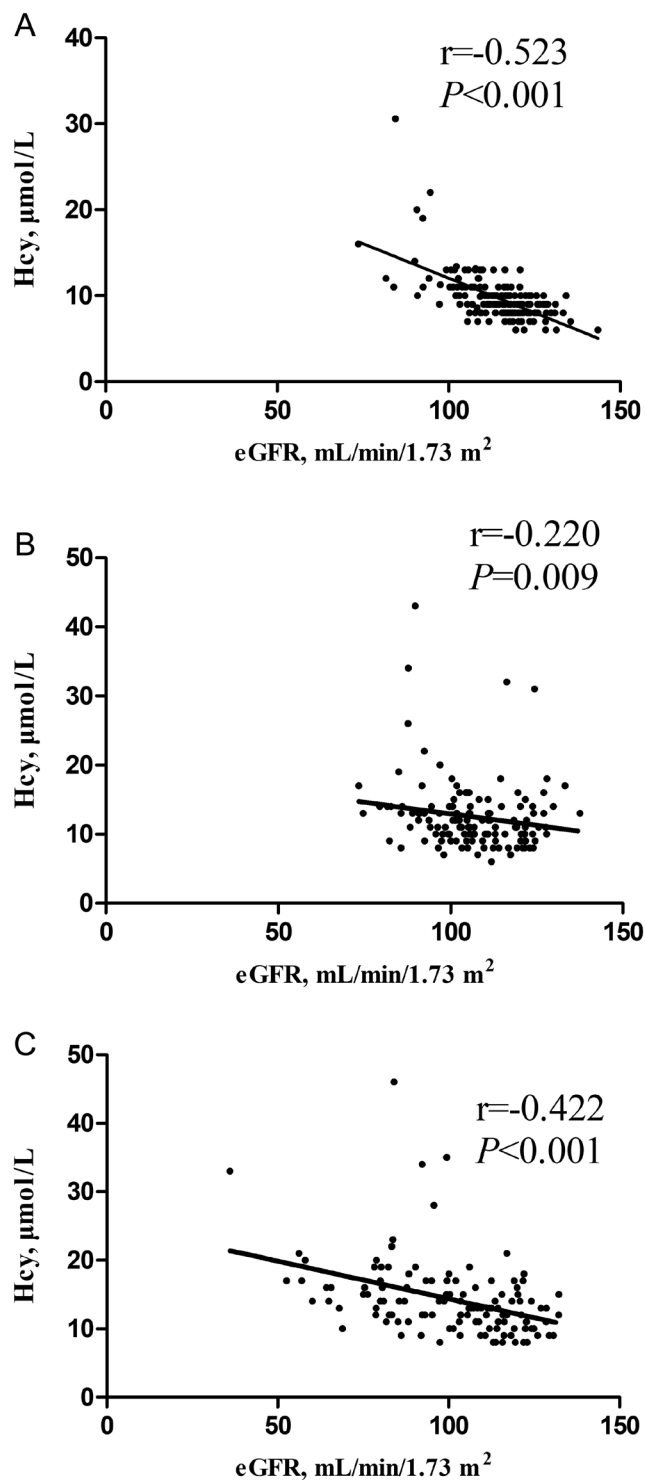 A
r=-0.523
P<0.001
40
30
20
10
0
Hcy, µmol/L
0 50 100 150
eGFR, mL/min/1.73 m²
B
r=-0.220
P=0.009
50
40
30
20
10
0
Hcy, µmol/L
0 50 100 150
eGFR, mL/min/1.73 m²
C
r=-0.422
P<0.001
50
40
30
20
10
0
Hcy, µmol/L
0 50 100 150
eGFR, mL/min/1.73 m²